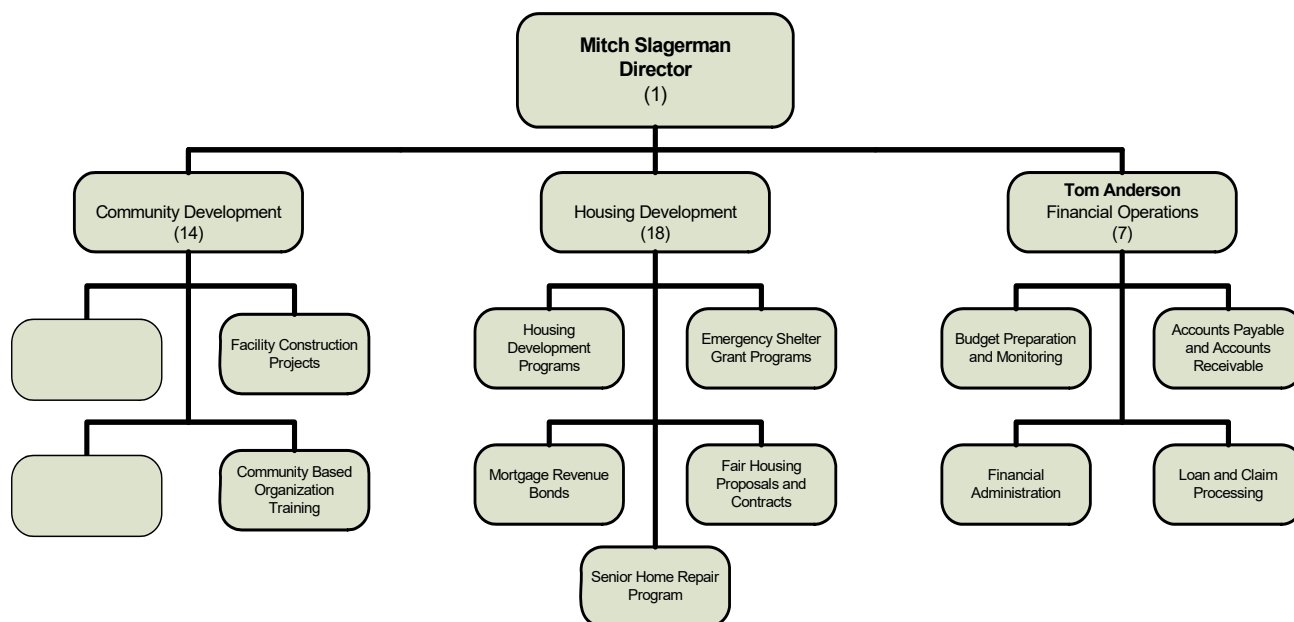 Mitch Slagerman
Director
(1)
Community Development
(14)
Housing Development
(18)
Tom Anderson
Financial Operations
(7)
Facility Construction
Projects
Housing
Development
Programs
Emergency Shelter
Grant Programs
Budget Preparation
and Monitoring
Accounts Payable
and Accounts
Receivable
Community Based
Organization
Training
Mortgage Revenue
Bonds
Fair Housing
Proposals and
Contracts
Financial
Administration
Loan and Claim
Processing
Senior Home Repair
Program